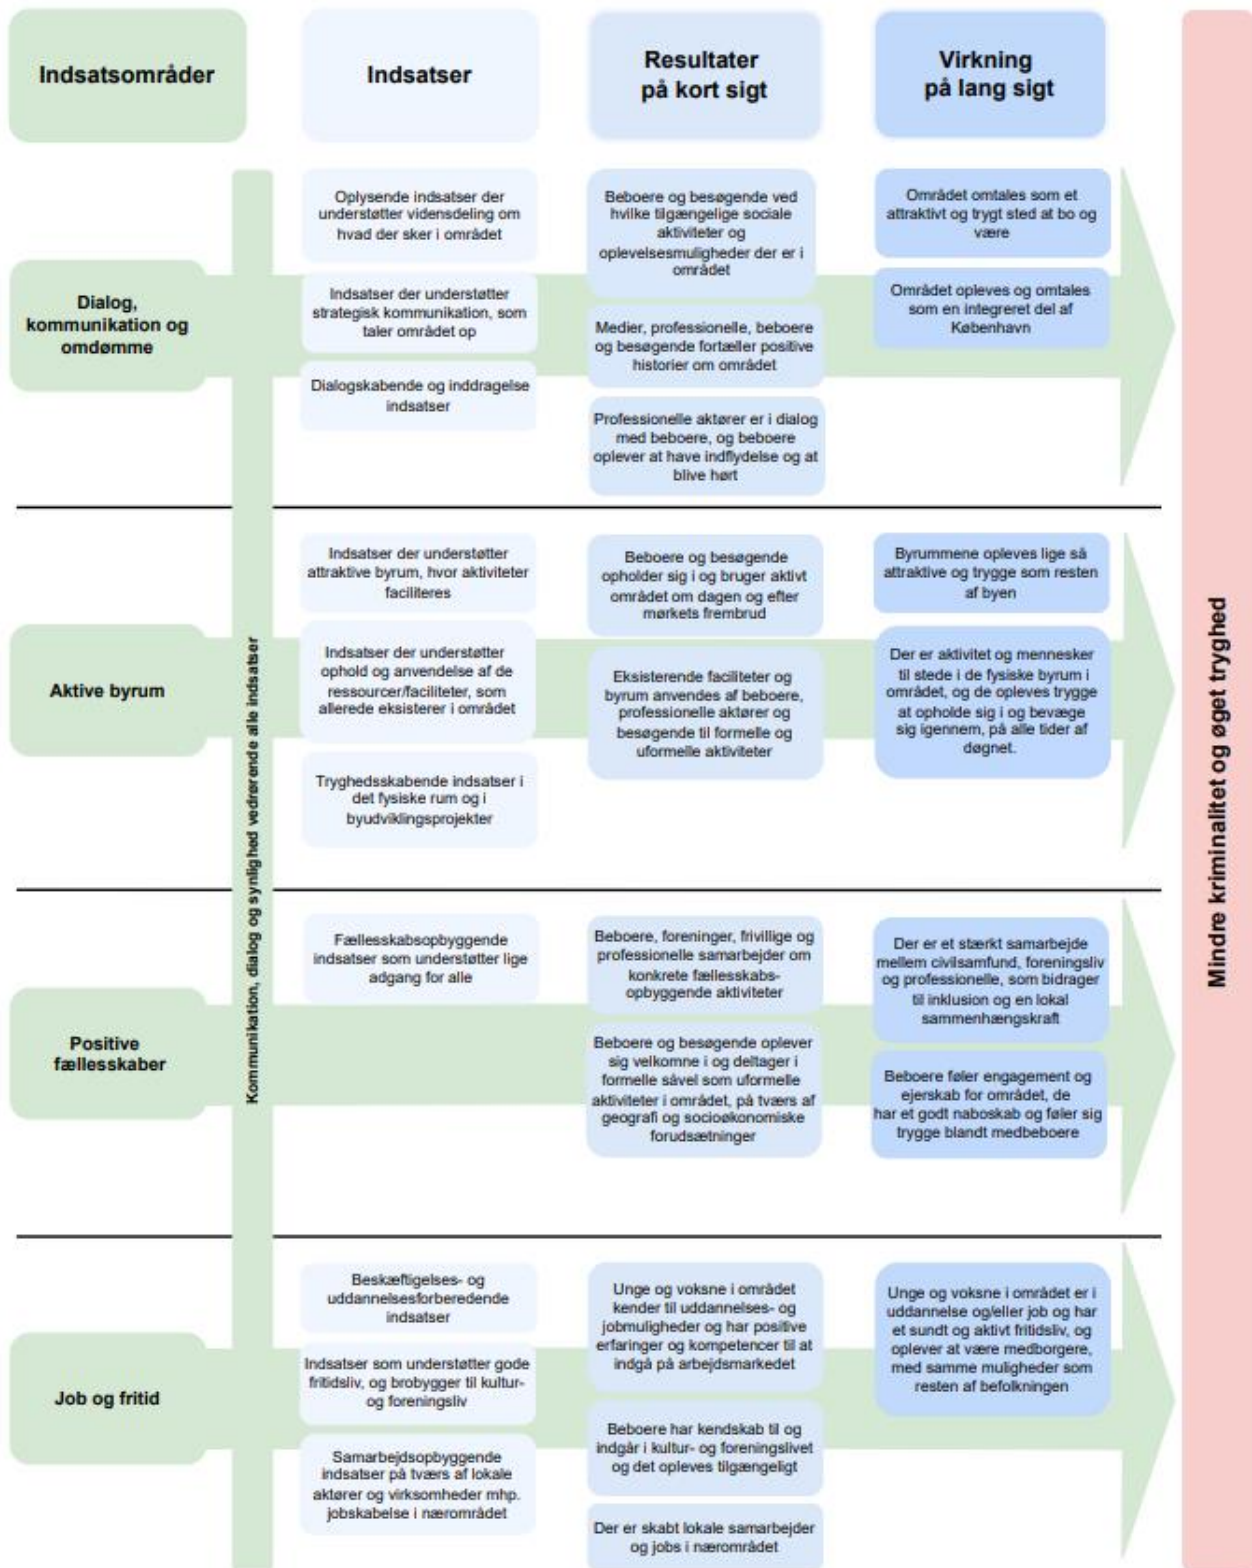 Indsatsområder
Indsatser
Resultater
på kort sigt
Virkning
på lang sigt
Dialog,
kommunikation og
omdømme
Oplysende indsatser der
understøtter vidensdeling om
hvad der sker i området
Indsatser der understøtter
strategisk kommunikation, som
taler området op
Dialogskabende og inddragelse
indsatser
Beboere og besøgende ved
hvilke tilgængelige sociale
aktiviteter og
oplevelsesmuligheder der er i
området
Medier, professionelle, beboere
og besøgende fortæller positive
historier om området
Professionelle aktører er i dialog
med beboere, og beboere
oplever at have indflydelse og at
blive hørt
Området omtales som et
attraktivt og trygt sted at bo og
være
Området opleves og omtales
som en integreret del af
København
Aktive byrum
Indsatser der understøtter
attraktive byrum, hvor aktiviteter
faciliteres
Indsatser der understøtter
ophold og anvendelse af de
ressourcer/faciliteter, som
allerede eksisterer i området
Tryghedsskabende indsatser i
det fysiske rum og i
byudviklingsprojekter
Beboere og besøgende
opholder sig i og bruger aktivt
området om dagen og efter
mørkets frembrud
Eksisterende faciliteter og
byrum anvendes af beboere,
professionelle aktører og
besøgende til formelle og
uformelle aktiviteter
Byrummene opleves lige så
attraktive og trygge som resten
af byen
Der er aktivitet og mennesker
til stede i de fysiske byrum i
området, og de opleves trygge
at opholde sig i og bevæge
sig igennem, på alle tider af
døgnet.
Positive
fællesskaber
Fællesskabsopbyggende
indsatser som understøtter lige
adgang for alle
Beboere, foreninger, frivillige og
professionelle samarbejder om
konkrete fællesskabs-
opbyggende aktiviteter
Beboere og besøgende oplever
sig velkomne i og deltager i
formelle såvel som uformelle
aktiviteter i området, på tværs af
geografi og socioøkonomiske
forudsætninger
Der er et stærkt samarbejde
mellem civilsamfund, foreningsliv
og professionelle, som bidrager
til inklusion og en lokal
sammenhængskraft
Beboere føler engagement og
ejerskab for området, de
har et godt naboskab og føler sig
trygge blandt medbeboere
Job og fritid
Beskæftigelses- og
uddannelsesforberedende
indsatser
Indsatser som understøtter gode
fritidsliv, og brobygger til kultur-
og foreningsliv
Samarbejdsopbyggende
indsatser på tværs af lokale
aktører og virksomheder mhp.
jobskabelse i nærområdet
Unge og voksne i området
kender til uddannelses- og
jobmuligheder og har positive
erfaringer og kompetencer til at
indgå på arbejdsmarkedet
Beboere har kendskab til og
indgår i kultur- og foreningslivet
og det opleves tilgængeligt
Der er skabt lokale samarbejder
og jobs i nærområdet
Unge og voksne i området er i
uddannelse og/eller job og har
et sundt og aktivt fritidsliv, og
oplever at være medborgere,
med samme muligheder som
resten af befolkningen
Kommunikation, dialog og synlighed vedrørende alle indsatser
Mindre kriminalitet og øget tryghed